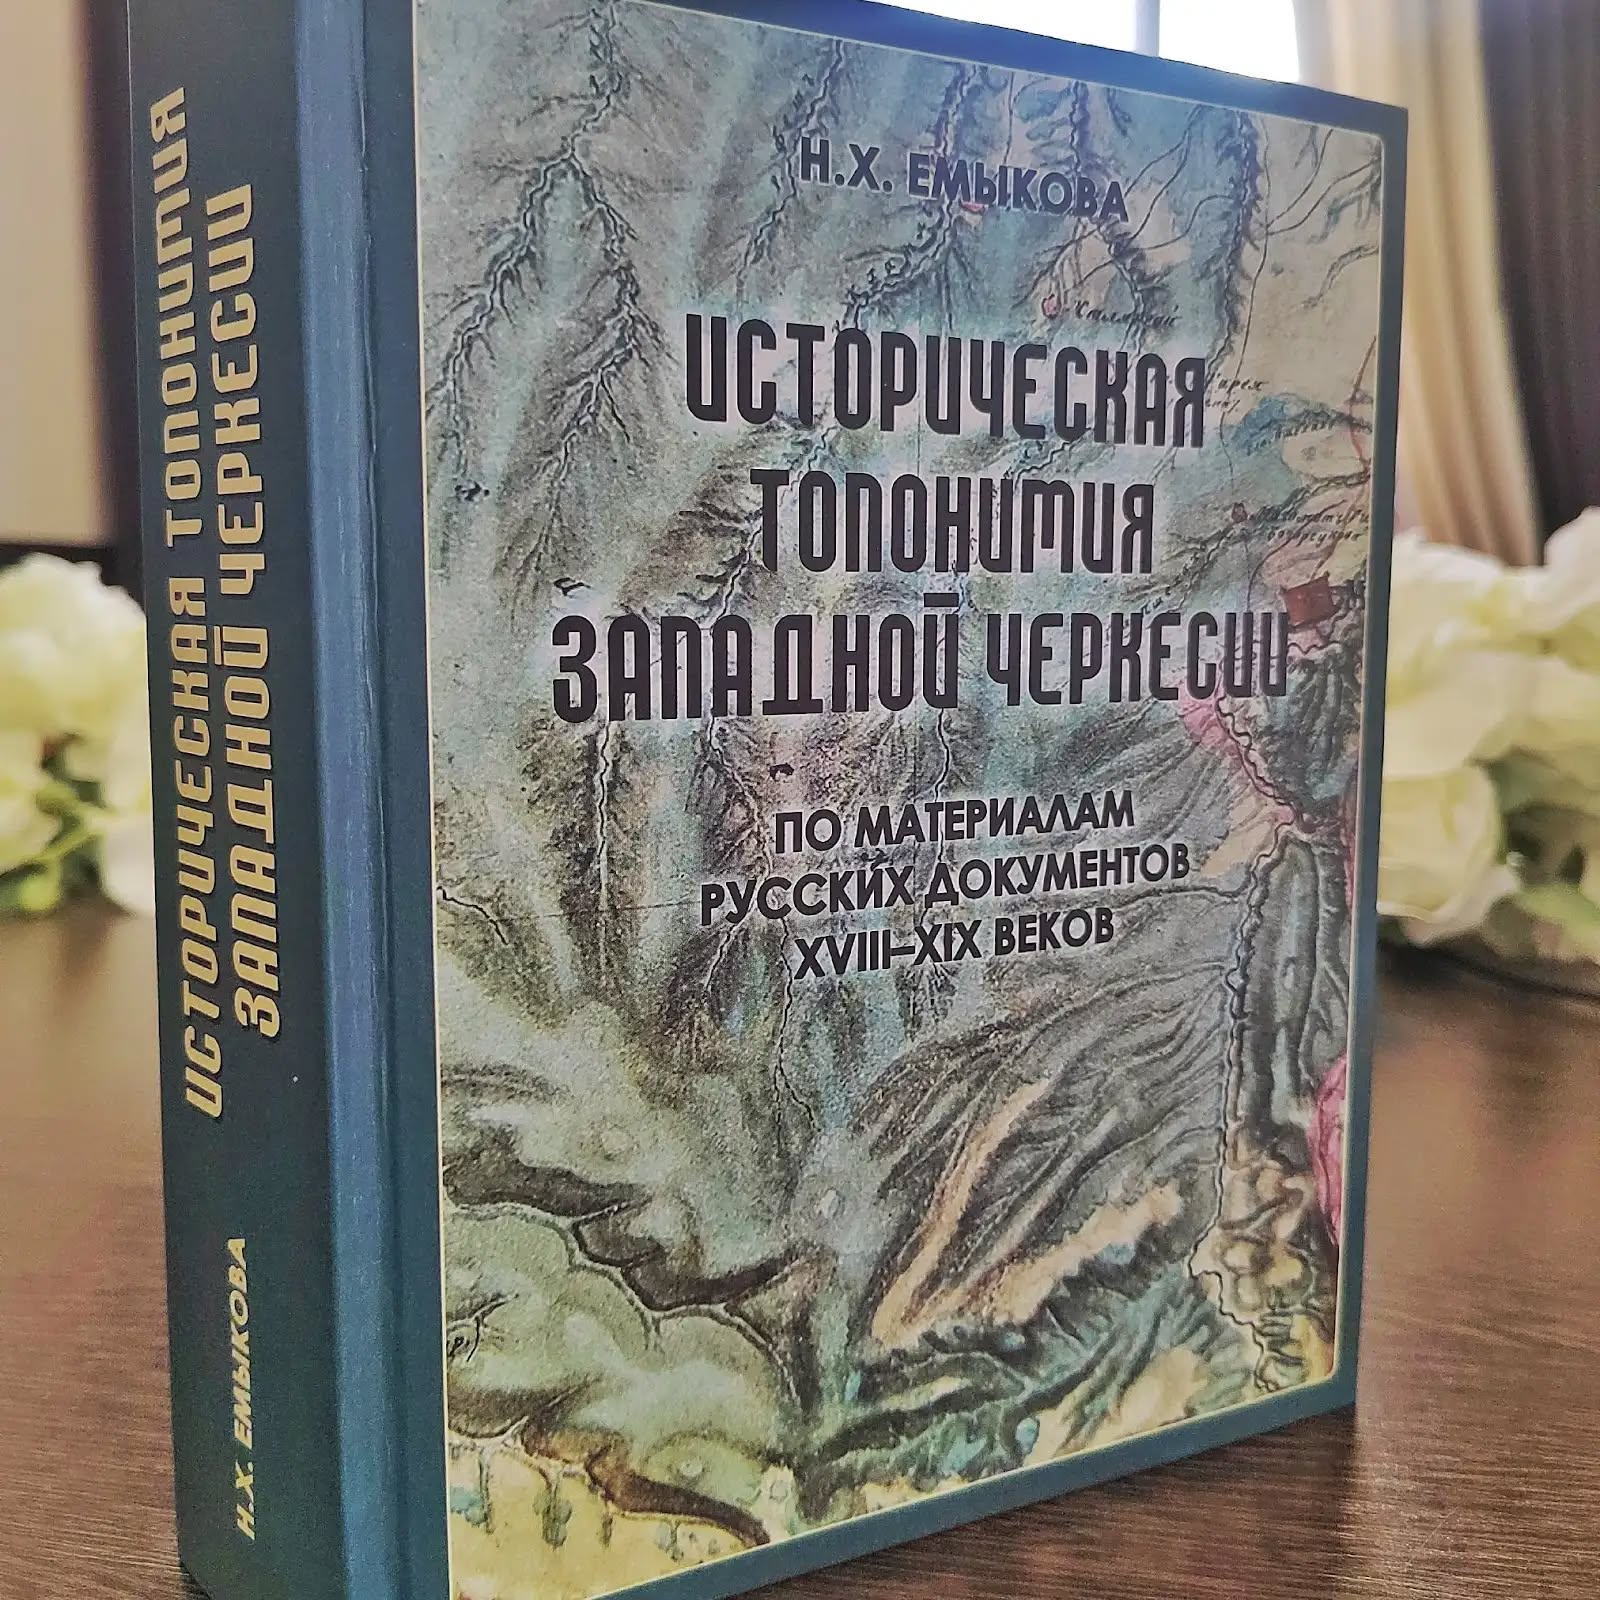 Н.Х. ЕМЫКОВА
ИСТОРИЧЕСКАЯ
ТОПОНИМИЯ
ЗАПАДНОЙ ЧЕРКЕСИИ
ПО МАТЕРИАЛАМ
РУССКИХ ДОКУМЕНТОВ
XVIII–XIX ВЕКОВ
ИСТОРИЧЕСКАЯ ТОПОНИМИЯ
ЗАПАДНОЙ ЧЕРКЕСИИ
Н.Х. ЕМЫКОВА